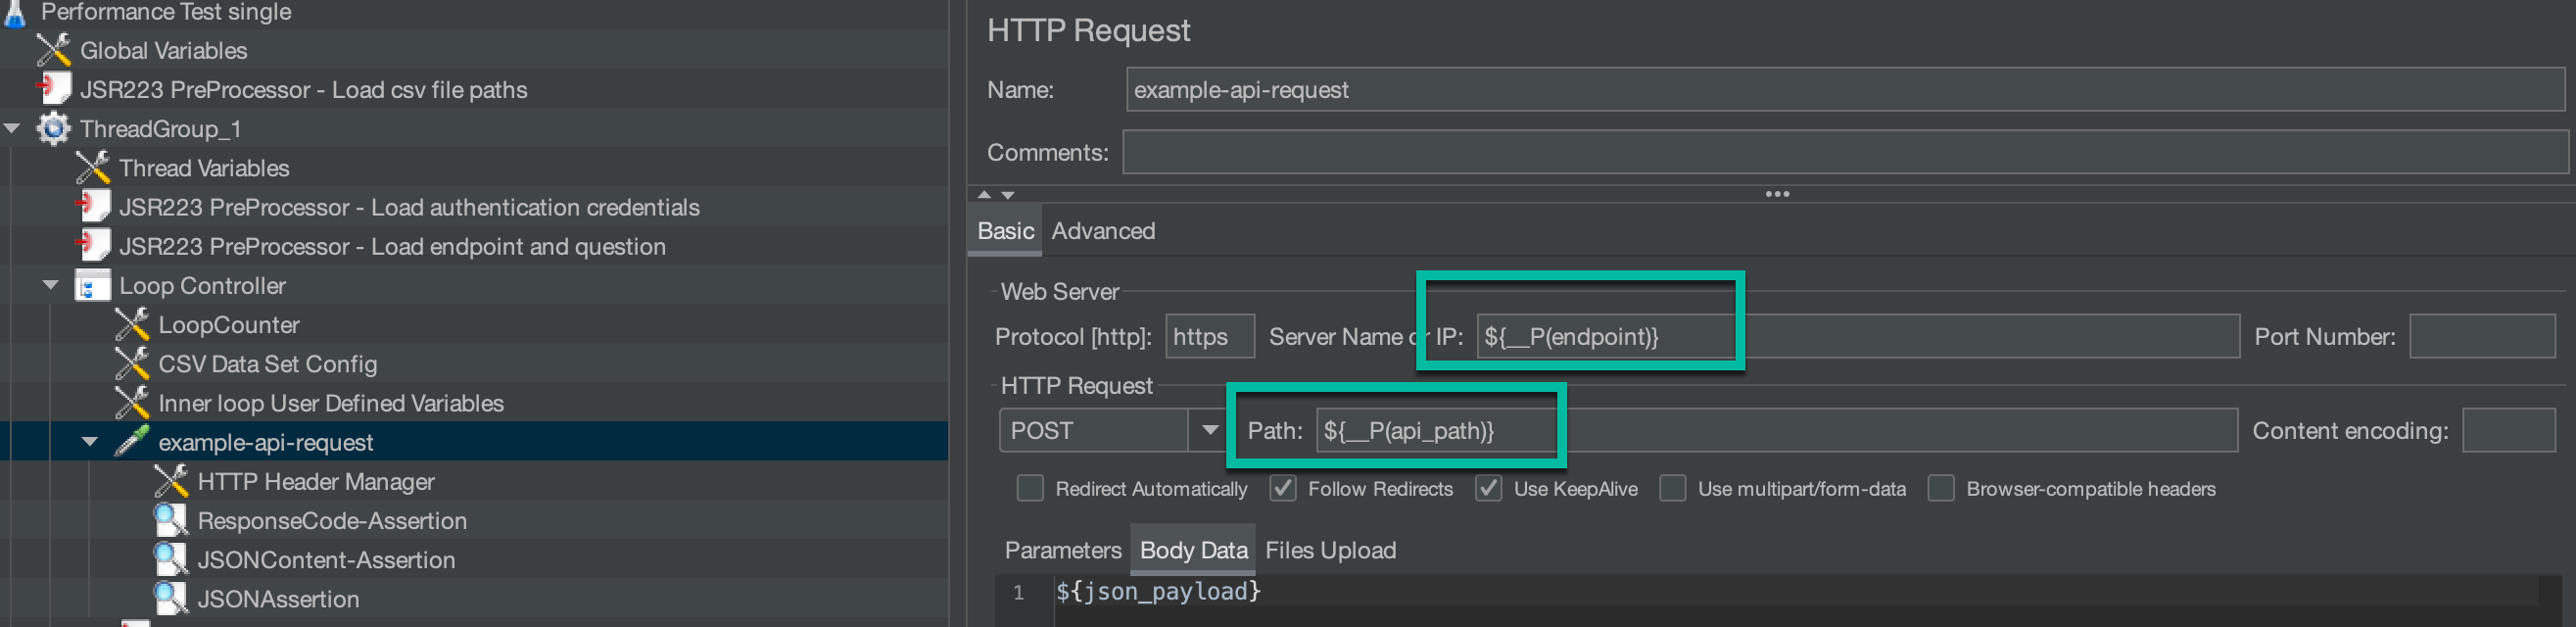 Performance Test single
Global Variables
JSR223 PreProcessor - Load csv file paths
ThreadGroup_1
Thread Variables
JSR223 PreProcessor - Load authentication credentials
JSR223 PreProcessor - Load endpoint and question
Loop Controller
LoopCounter
CSV Data Set Config
Inner loop User Defined Variables
example-api-request
HTTP Header Manager
ResponseCode-Assertion
JSONContent-Assertion
JSONAssertion
HTTP Request
Name: example-api-request
Comments:
Basic Advanced
Web Server
Protocol [http]: https Server Name or IP: ${__P(endpoint)} Port Number:
HTTP Request
POST Path: ${__P(api_path)} Content encoding:
Redirect Automatically Follow Redirects Use KeepAlive Use multipart/form-data Browser-compatible headers
Parameters Body Data Files Upload
1 ${json_payload}